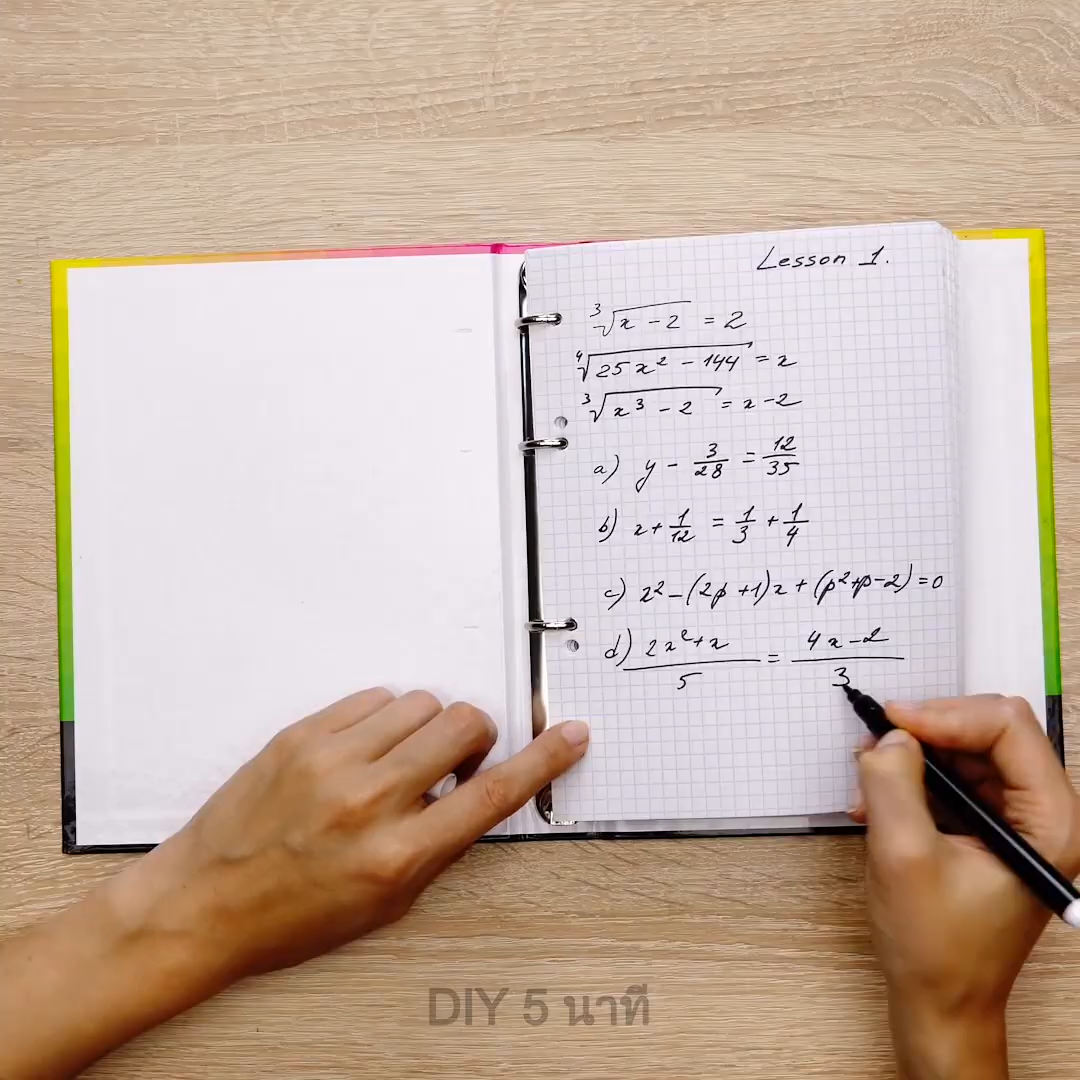 Lesson 1.
∛(x - 2) = 2
∜(25x² - 144) = x
∛(x³ - 2) = x - 2
a) y - 3/28 = 12/35
b) x + 1/12 = 1/3 + 1/4
c) x² - (2p + 1)x + (p² + p - 2) = 0
d) (2x² + x)/5 = (4x - 2)/3
DIY 5 นาที